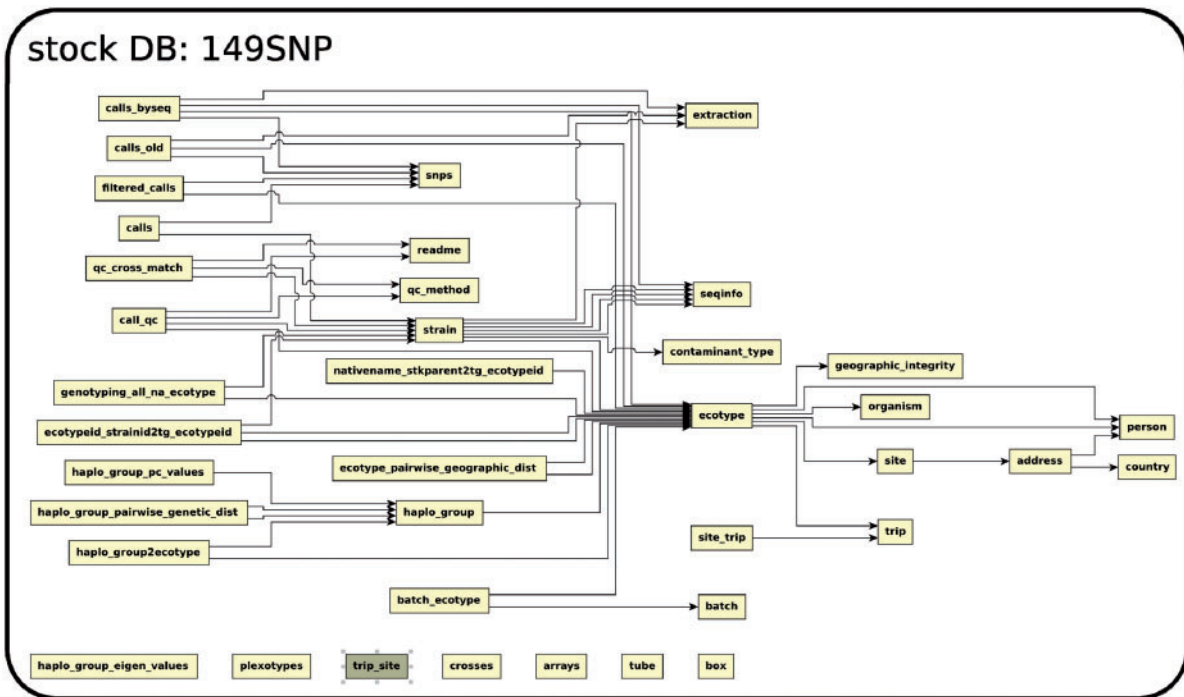 stock DB: 149SNP
calls_byseq
extraction
calls_old
snps
filtered_calls
calls
readme
qc_cross_match
qc_method
seqinfo
call_qc
strain
contaminant_type
geographic_integrity
nativename_stkparent2tg_ecotypeid
genotyping_all_na_ecotype
organism
ecotype
person
ecotypeid_strainid2tg_ecotypeid
site
address
country
haplo_group_pc_values
ecotype_pairwise_geographic_dist
haplo_group_pairwise_genetic_dist
haplo_group
trip
site_trip
haplo_group2ecotype
batch_ecotype
batch
haplo_group_eigen_values
plexotypes
trip_site
crosses
arrays
tube
box